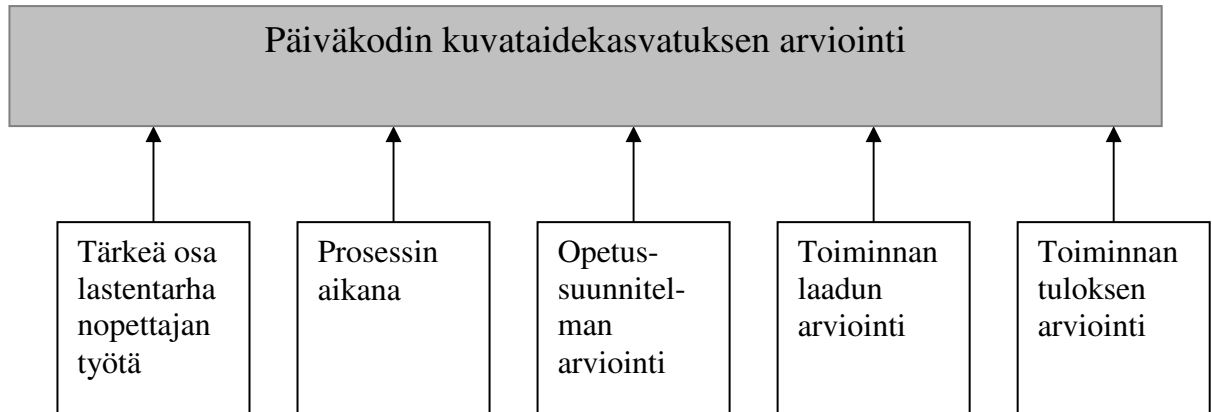 Päiväkodin kuvataidekasvatuksen arviointi
Tärkeä osa
lastentarha
nopettajan
työtä
Prosessin
aikana
Opetus-
suunnitel-
man
arviointi
Toiminnan
laadun
arviointi
Toiminnan
tuloksen
arviointi